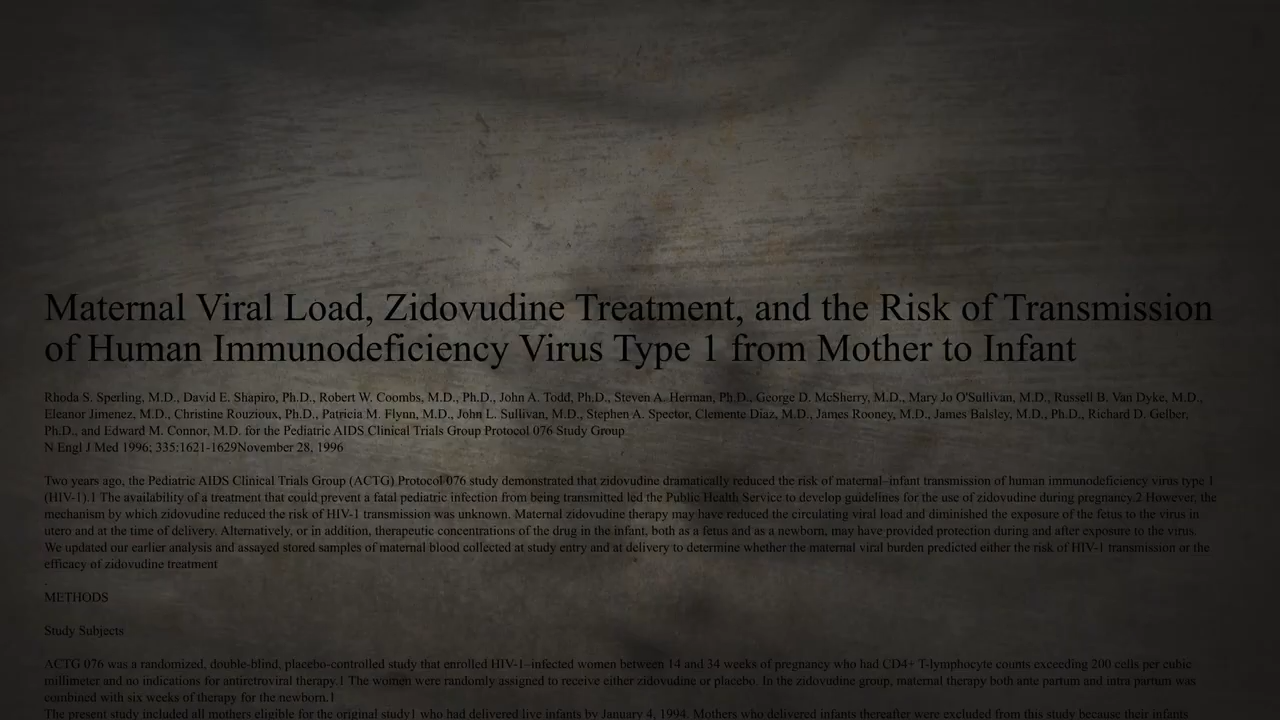 Maternal Viral Load, Zidovudine Treatment, and the Risk of Transmission
of Human Immunodeficiency Virus Type 1 from Mother to Infant
Rhoda S. Sperling, M.D., David E. Shapiro, Ph.D., Robert W. Coombs, M.D., Ph.D., John A. Todd, Ph.D., Steven A. Herman, Ph.D., George D. McSherry, M.D., Mary Jo O'Sullivan, M.D., Russell B. Van Dyke, M.D.,
Eleanor Jimenez, M.D., Christine Rouzioux, Ph.D., Patricia M. Flynn, M.D., John L. Sullivan, M.D., Stephen A. Spector, Clemente Diaz, M.D., James Rooney, M.D., James Balsley, M.D., Ph.D., Richard D. Gelber,
Ph.D., and Edward M. Connor, M.D. for the Pediatric AIDS Clinical Trials Group Protocol 076 Study Group
N Engl J Med 1996; 335:1621-1629November 28, 1996
Two years ago, the Pediatric AIDS Clinical Trials Group (ACTG) Protocol 076 study demonstrated that zidovudine dramatically reduced the risk of maternal–infant transmission of human immunodeficiency virus type 1
(HIV-1).1 The availability of a treatment that could prevent a fatal pediatric infection from being transmitted led the Public Health Service to develop guidelines for the use of zidovudine during pregnancy.2 However, the
mechanism by which zidovudine reduced the risk of HIV-1 transmission was unknown. Maternal zidovudine therapy may have reduced the circulating viral load and diminished the exposure of the fetus to the virus in
utero and at the time of delivery. Alternatively, or in addition, therapeutic concentrations of the drug in the infant, both as a fetus and as a newborn, may have provided protection during and after exposure to the virus.
We updated our earlier analysis and assayed stored samples of maternal blood collected at study entry and at delivery to determine whether the maternal viral burden predicted either the risk of HIV-1 transmission or the
efficacy of zidovudine treatment
.
METHODS
Study Subjects
ACTG 076 was a randomized, double-blind, placebo-controlled study that enrolled HIV-1–infected women between 14 and 34 weeks of pregnancy who had CD4+ T-lymphocyte counts exceeding 200 cells per cubic
millimeter and no indications for antiretroviral therapy.1 The women were randomly assigned to receive either zidovudine or placebo. In the zidovudine group, maternal therapy both ante partum and intra partum was
combined with six weeks of therapy for the newborn.1
The present study included all mothers eligible for the original study1 who had delivered live infants by January 4, 1994. Mothers who delivered infants thereafter were excluded from this study because their infants